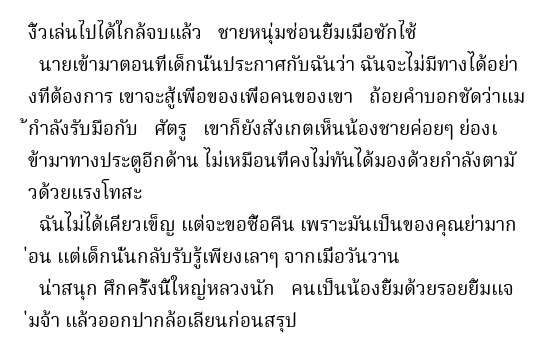 งิ้วเล่นไปได้ใกล้จบแล้ว   ชายหนุ่มซ่อนยิ้มเมื่อซักไซ้
นายเข้ามาตอนที่เด็กนั่นประกาศกับฉันว่า ฉันจะไม่มีทางได้อย่า
งที่ต้องการ เขาจะสู้เพื่อของเพื่อคนของเขา   ถ้อยคำบอกชัดว่าแม
้กำลังรับมือกับ   ศัตรู   เขาก็ยังสังเกตเห็นน้องชายค่อยๆ ย่องเ
ข้ามาทางประตูอีกด้าน ไม่เหมือนที่คงไม่ทันได้มองด้วยกำลังตามั
วด้วยแรงโทสะ
ฉันไม่ได้เคี่ยวเข็ญ แต่จะขอซื้อคืน เพราะมันเป็นของคุณย่ามาก
่อน แต่เด็กนั่นกลับรับรู้เพียงเลาๆ จากเมื่อวันวาน
น่าสนุก ศึกครั้งนี้ใหญ่หลวงนัก   คนเป็นน้องยิ้มด้วยรอยยิ้มแจ
่มจ้า แล้วออกปากล้อเลียนก่อนสรุป